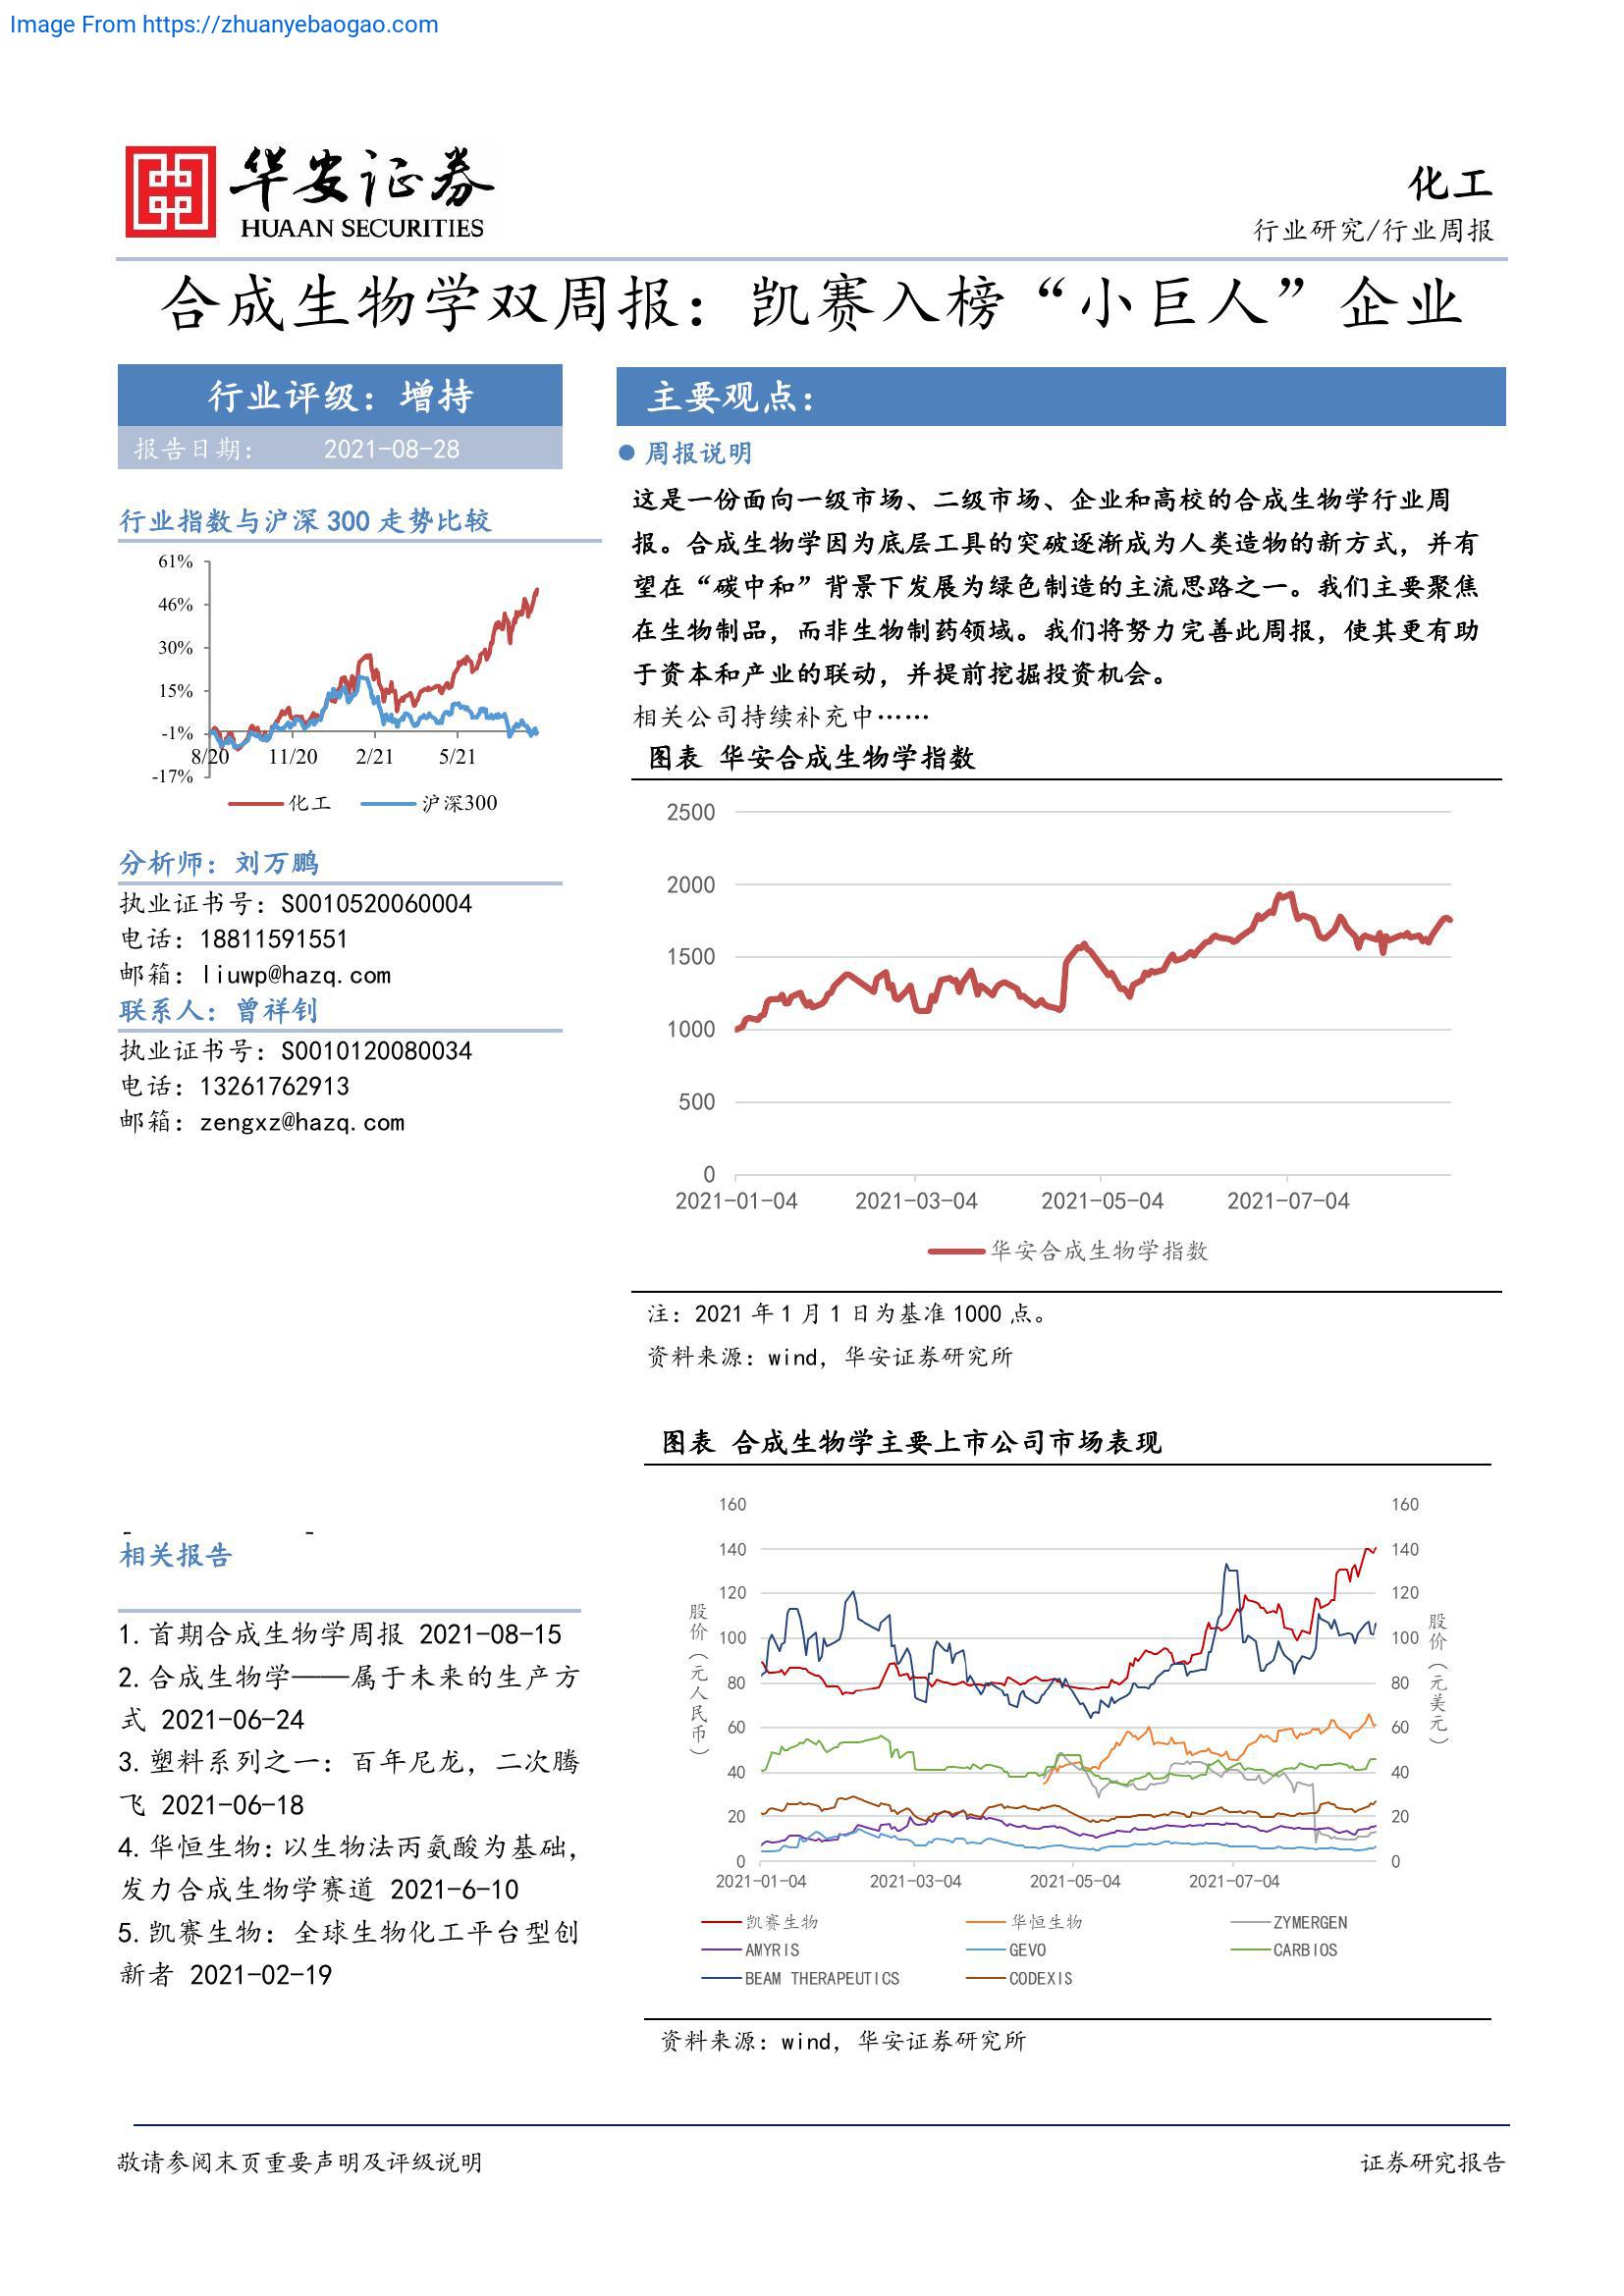 Image From https://zhuanyebaogao.com
华安证券
HUAAN SECURITIES
化工
行业研究/行业周报
合成生物学双周报：凯赛入榜“小巨人”企业
行业评级：增持
报告日期： 2021-08-28
行业指数与沪深 300 走势比较
61%
46%
30%
15%
-1%
-17%
8/20 11/20 2/21 5/21
化工 沪深300
分析师：刘万鹏
执业证书号：S0010520060004
电话：18811591551
邮箱：liuwp@hazq.com
联系人：曾祥钊
执业证书号：S0010120080034
电话：13261762913
邮箱：zengxz@hazq.com
- -
相关报告
1. 首期合成生物学周报 2021-08-15
2. 合成生物学——属于未来的生产方
式 2021-06-24
3. 塑料系列之一：百年尼龙，二次腾
飞 2021-06-18
4. 华恒生物：以生物法丙氨酸为基础，
发力合成生物学赛道 2021-6-10
5. 凯赛生物：全球生物化工平台型创
新者 2021-02-19
主要观点：
● 周报说明
这是一份面向一级市场、二级市场、企业和高校的合成生物学行业周
报。合成生物学因为底层工具的突破逐渐成为人类造物的新方式，并有
望在“碳中和”背景下发展为绿色制造的主流思路之一。我们主要聚焦
在生物制品，而非生物制药领域。我们将努力完善此周报，使其更有助
于资本和产业的联动，并提前挖掘投资机会。
相关公司持续补充中……
图表 华安合成生物学指数
2500
2000
1500
1000
500
0
2021-01-04 2021-03-04 2021-05-04 2021-07-04
华安合成生物学指数
注：2021 年 1 月 1 日为基准 1000 点。
资料来源：wind，华安证券研究所
图表 合成生物学主要上市公司市场表现
160 160
140 140
120 120
100 100
80 80
60 60
40 40
20 20
0 0
股价（元人民币）
股价（元美元）
2021-01-04 2021-03-04 2021-05-04 2021-07-04
凯赛生物 华恒生物 ZYMERGEN
AMYRIS GEVO CARBIOS
BEAM THERAPEUTICS CODEXIS
资料来源：wind，华安证券研究所
敬请参阅末页重要声明及评级说明 证券研究报告